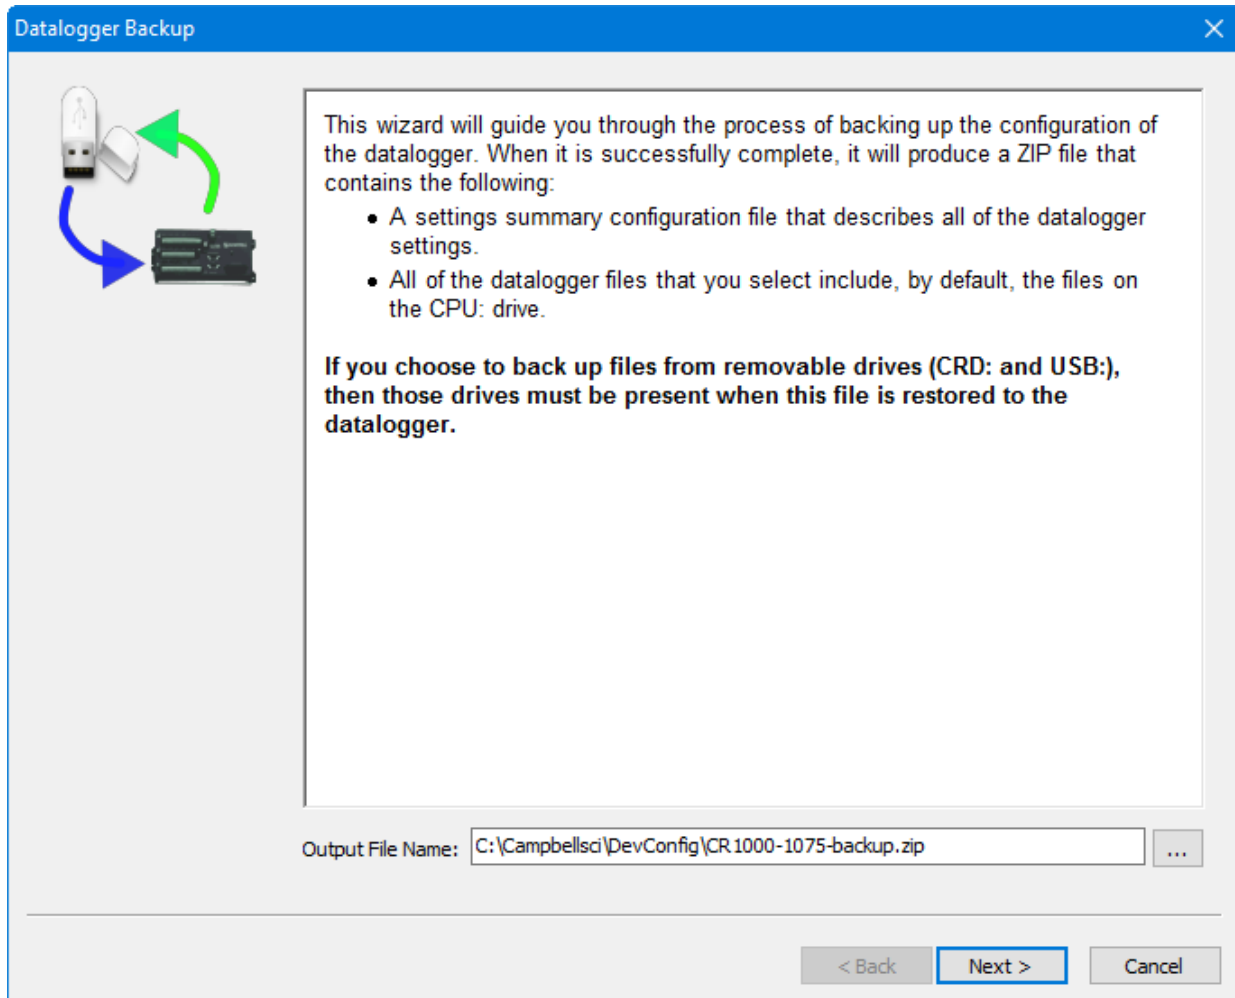 Datalogger Backup
This wizard will guide you through the process of backing up the configuration of
the datalogger. When it is successfully complete, it will produce a ZIP file that
contains the following:
• A settings summary configuration file that describes all of the datalogger
settings.
• All of the datalogger files that you select include, by default, the files on
the CPU: drive.
If you choose to back up files from removable drives (CRD: and USB:),
then those drives must be present when this file is restored to the
datalogger.
Output File Name: C:\Campbellsci\DevConfig\CR1000-1075-backup.zip ...
< Back Next > Cancel